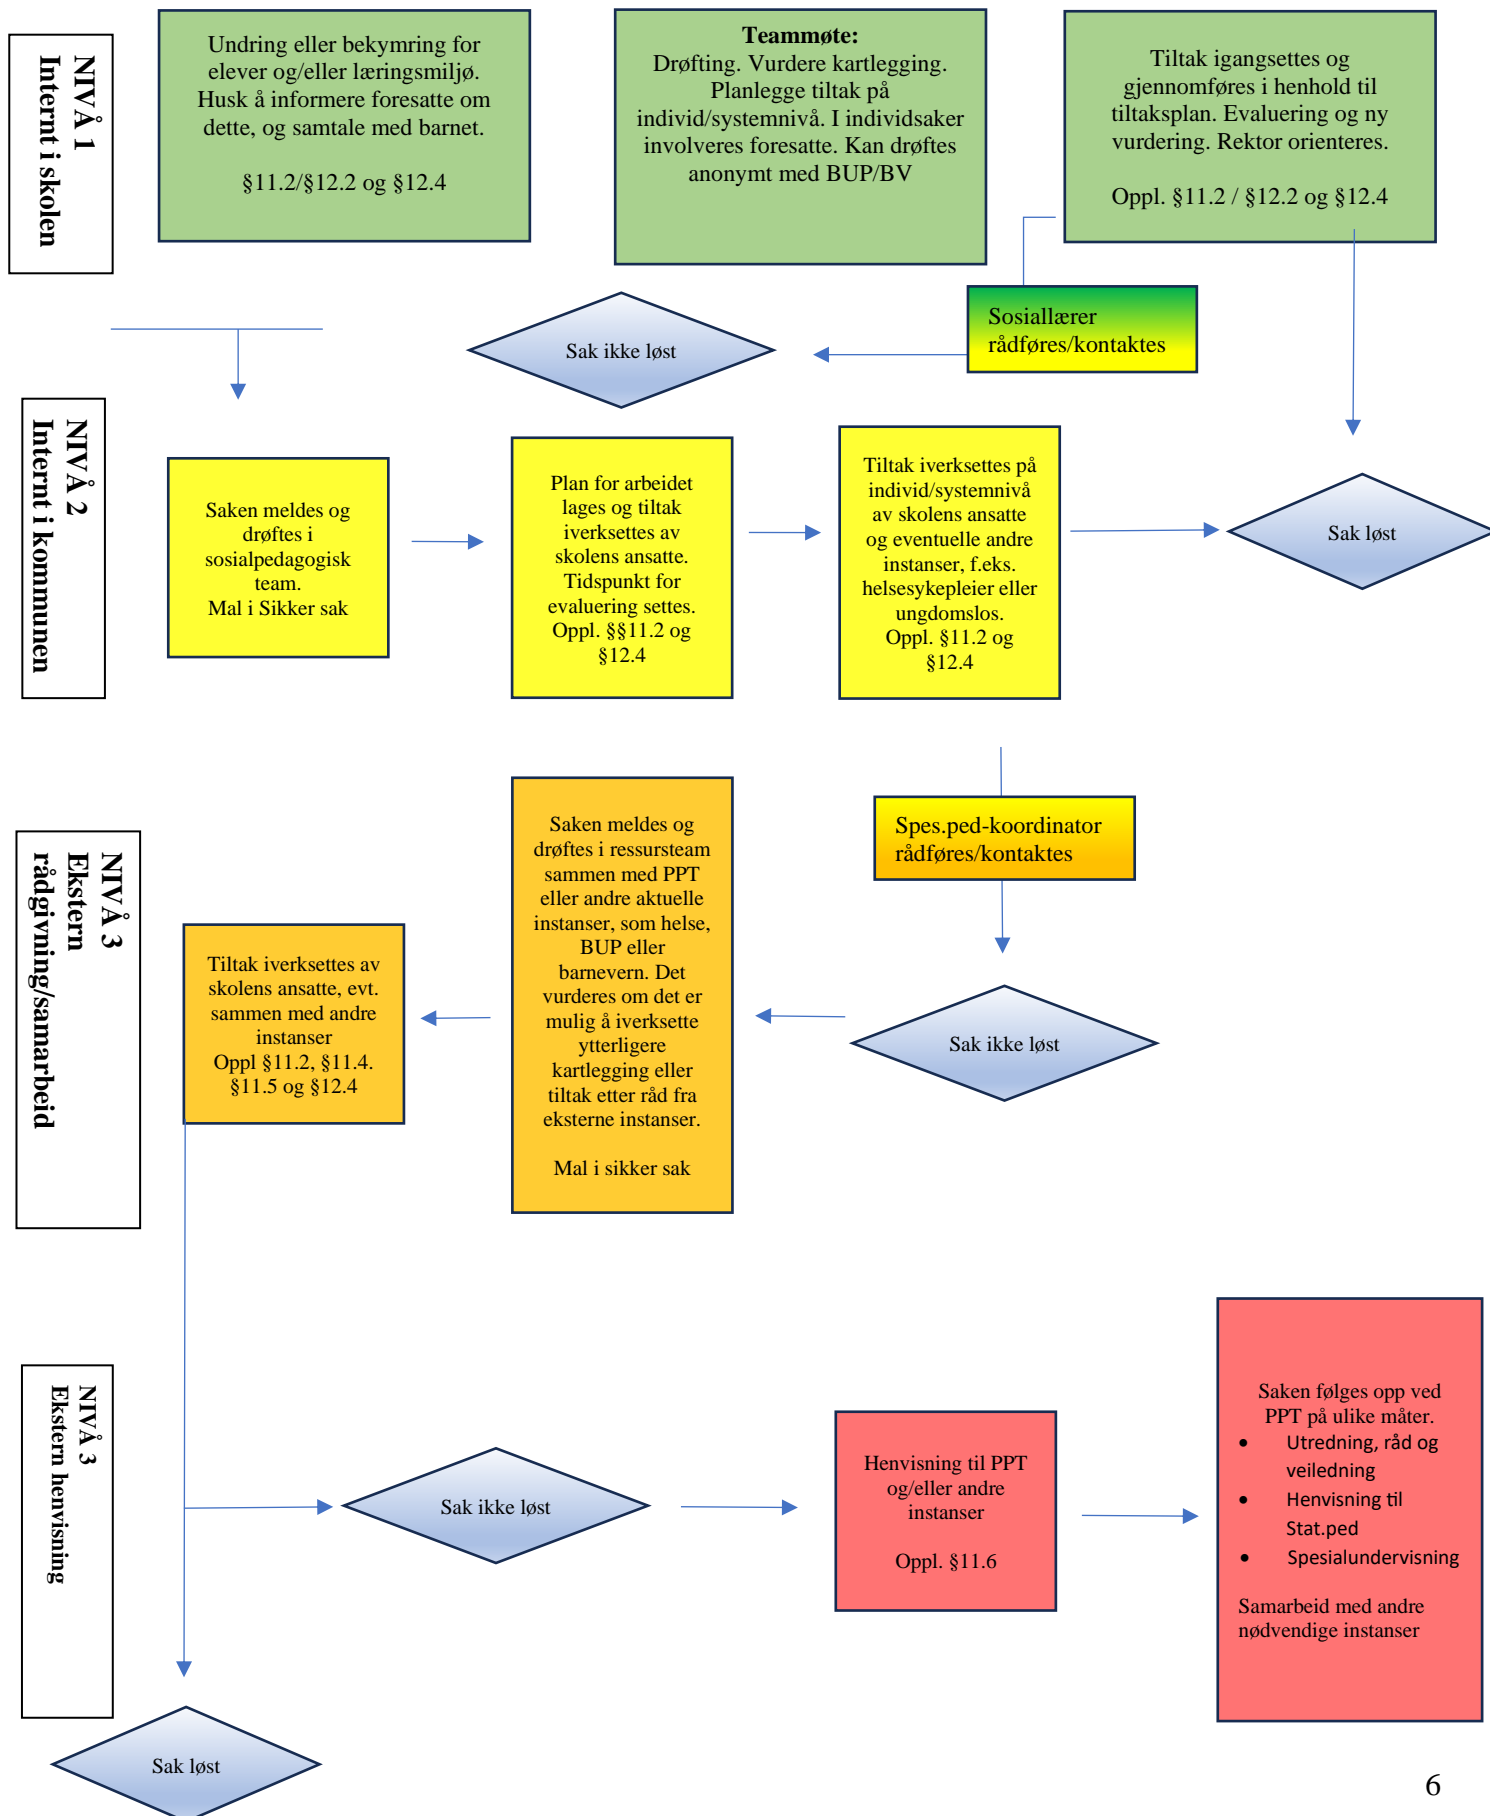 NIVÅ 1
Internt i skolen
Undring eller bekymring for
elever og/eller læringsmiljø.
Husk å informere foresatte om
dette, og samtale med barnet.
§11.2/§12.2 og §12.4
Teammøte:
Drøfting. Vurdere kartlegging.
Planlegge tiltak på
individ/systemnivå. I individsaker
involveres foresatte. Kan drøftes
anonymt med BUP/BV
Tiltak igangsettes og
gjennomføres i henhold til
tiltaksplan. Evaluering og ny
vurdering. Rektor orienteres.
Oppl. §11.2 / §12.2 og §12.4
Sosiallærer
rådføres/kontaktes
Sak ikke løst
NIVÅ 2
Internt i kommunen
Saken meldes og
drøftes i
sosialpedagogisk
team.
Mal i Sikker sak
Plan for arbeidet
lages og tiltak
iverksettes av
skolens ansatte.
Tidspunkt for
evaluering settes.
Oppl. §§11.2 og
§12.4
Tiltak iverksettes på
individ/systemnivå
av skolens ansatte
og eventuelle andre
instanser, f.eks.
helsesykepleier eller
ungdomslos.
Oppl. §11.2 og
§12.4
Sak løst
NIVÅ 3
Ekstern
rådgivning/samarbeid
Spes.ped-koordinator
rådføres/kontaktes
Sak ikke løst
Saken meldes og
drøftes i ressursteam
sammen med PPT
eller andre aktuelle
instanser, som helse,
BUP eller
barnevern. Det
vurderes om det er
mulig å iverksette
ytterligere
kartlegging eller
tiltak etter råd fra
eksterne instanser.
Mal i sikker sak
Tiltak iverksettes av
skolens ansatte, evt.
sammen med andre
instanser
Oppl §11.2, §11.4.
§11.5 og §12.4
NIVÅ 3
Ekstern henvisning
Sak ikke løst
Henvisning til PPT
og/eller andre
instanser
Oppl. §11.6
Saken følges opp ved
PPT på ulike måter.
• Utredning, råd og
veiledning
• Henvisning til
Stat.ped
• Spesialundervisning
Samarbeid med andre
nødvendige instanser
Sak løst
6